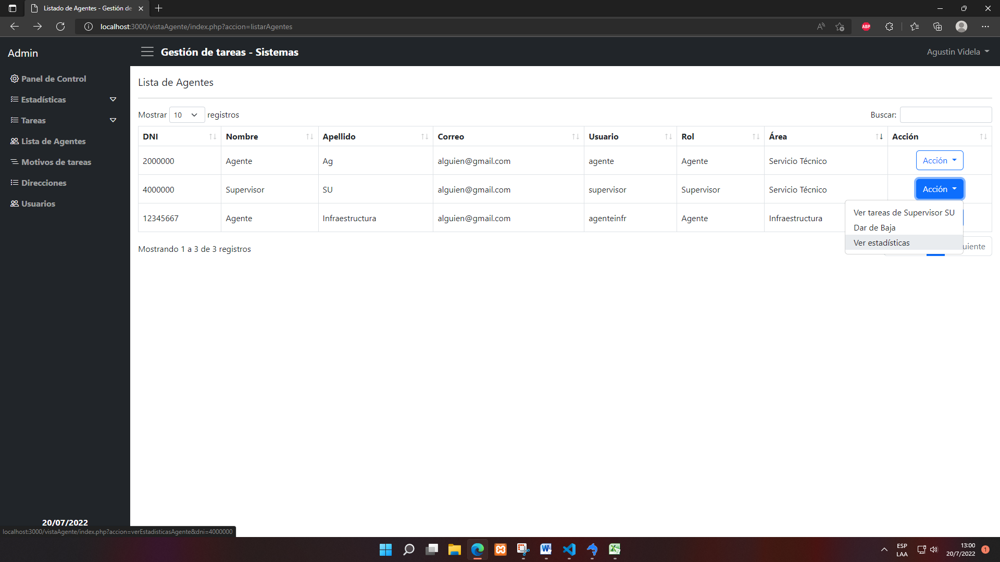 Listado de Agentes - Gestión de
localhost:3000/vistaAgente/index.php?accion=listarAgentes
ABP
Admin
Gestión de tareas - Sistemas
Agustin Videla
Panel de Control
Estadísticas
Tareas
Lista de Agentes
Motivos de tareas
Direcciones
Usuarios
Lista de Agentes
Mostrar 10 registros
Buscar:
DNI Nombre Apellido Correo Usuario Rol Área Acción
2000000 Agente Ag alguien@gmail.com agente Agente Servicio Técnico Acción
4000000 Supervisor SU alguien@gmail.com supervisor Supervisor Servicio Técnico Acción
12345667 Agente Infraestructura alguien@gmail.com agenteinfr Agente Infraestructura
Ver tareas de Supervisor SU
Dar de Baja
Ver estadísticas
Mostrando 1 a 3 de 3 registros
uiente
20/07/2022
localhost:3000/vistaAgente/index.php?accion=verEstadisticasAgente&dni=4000000
ESP
LAA
13:00
20/7/2022
1